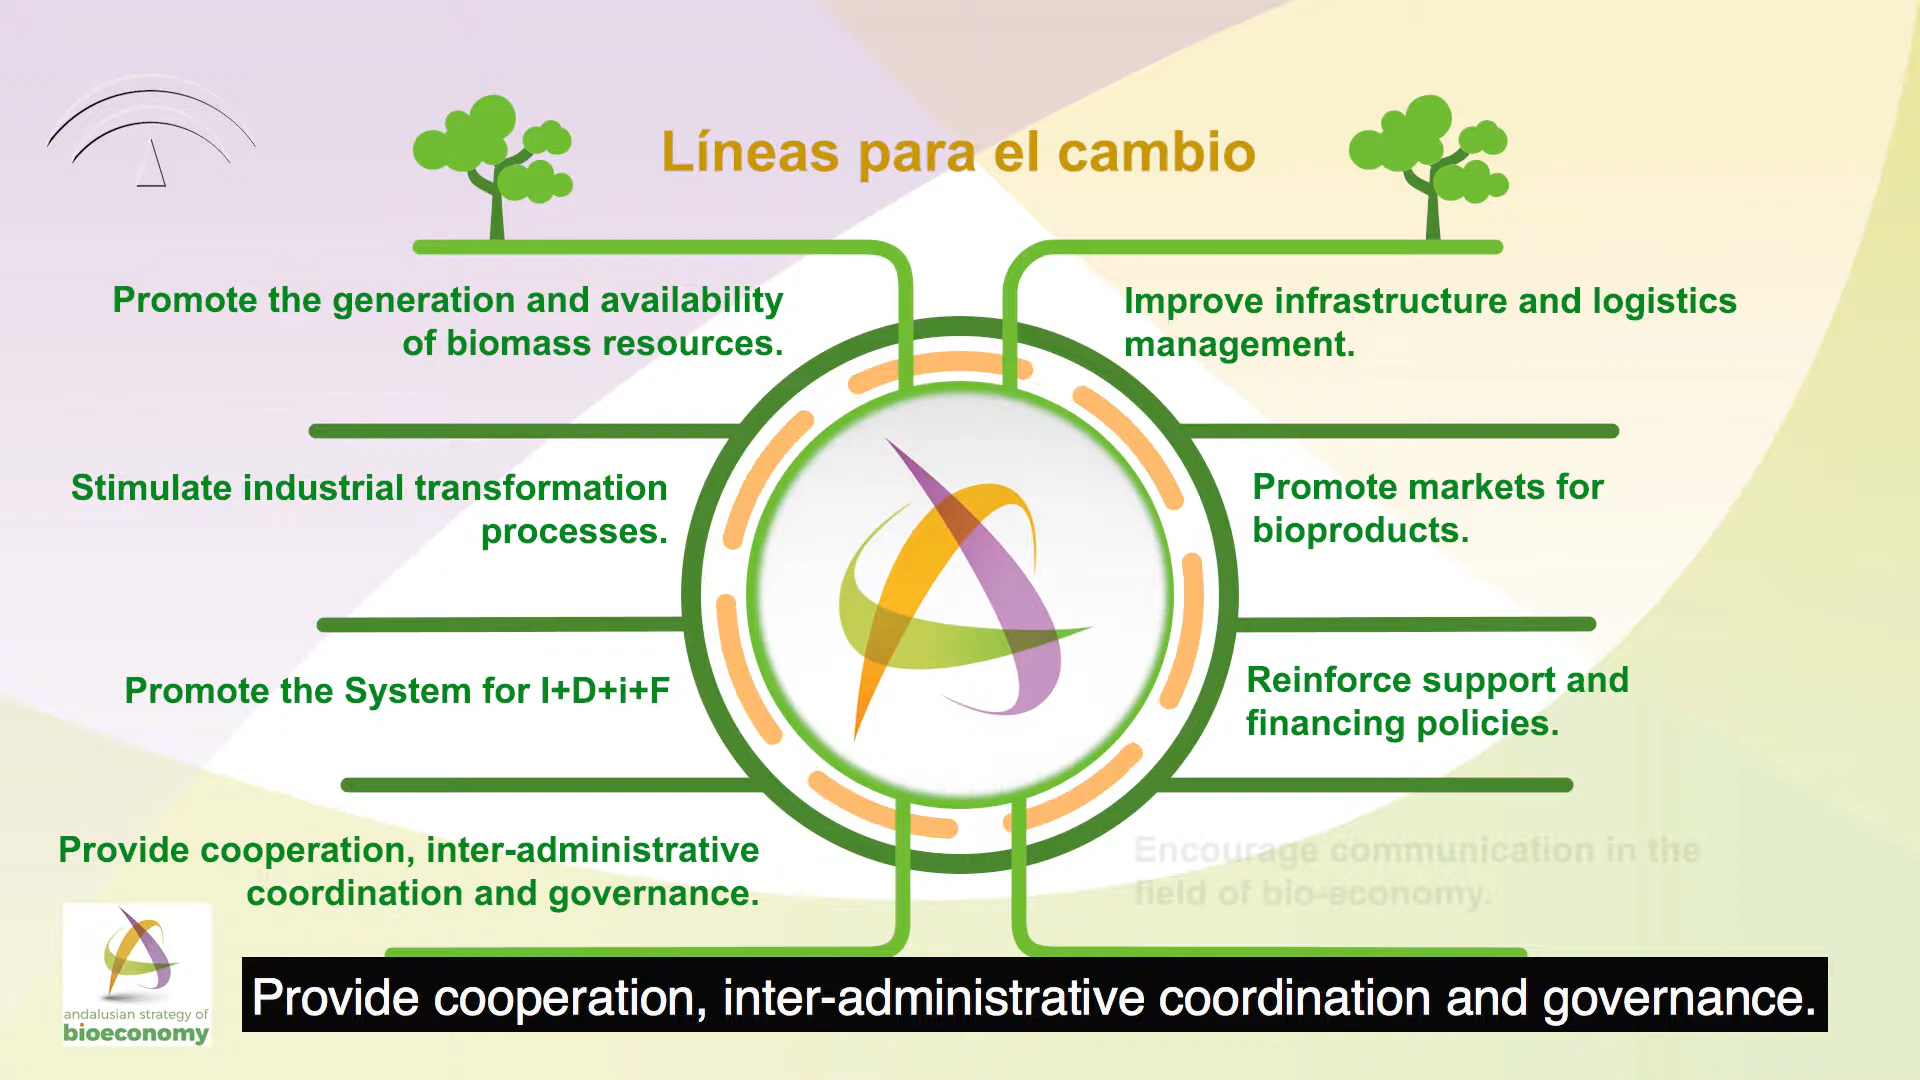 Líneas para el cambio
Promote the generation and availability
of biomass resources.
Improve infrastructure and logistics
management.
Stimulate industrial transformation
processes.
Promote markets for
bioproducts.
Promote the System for I+D+i+F
Reinforce support and
financing policies.
Provide cooperation, inter-administrative
coordination and governance.
Encourage communication in the
field of bio-economy.
andalusian strategy of
bioeconomy
Provide cooperation, inter-administrative coordination and governance.